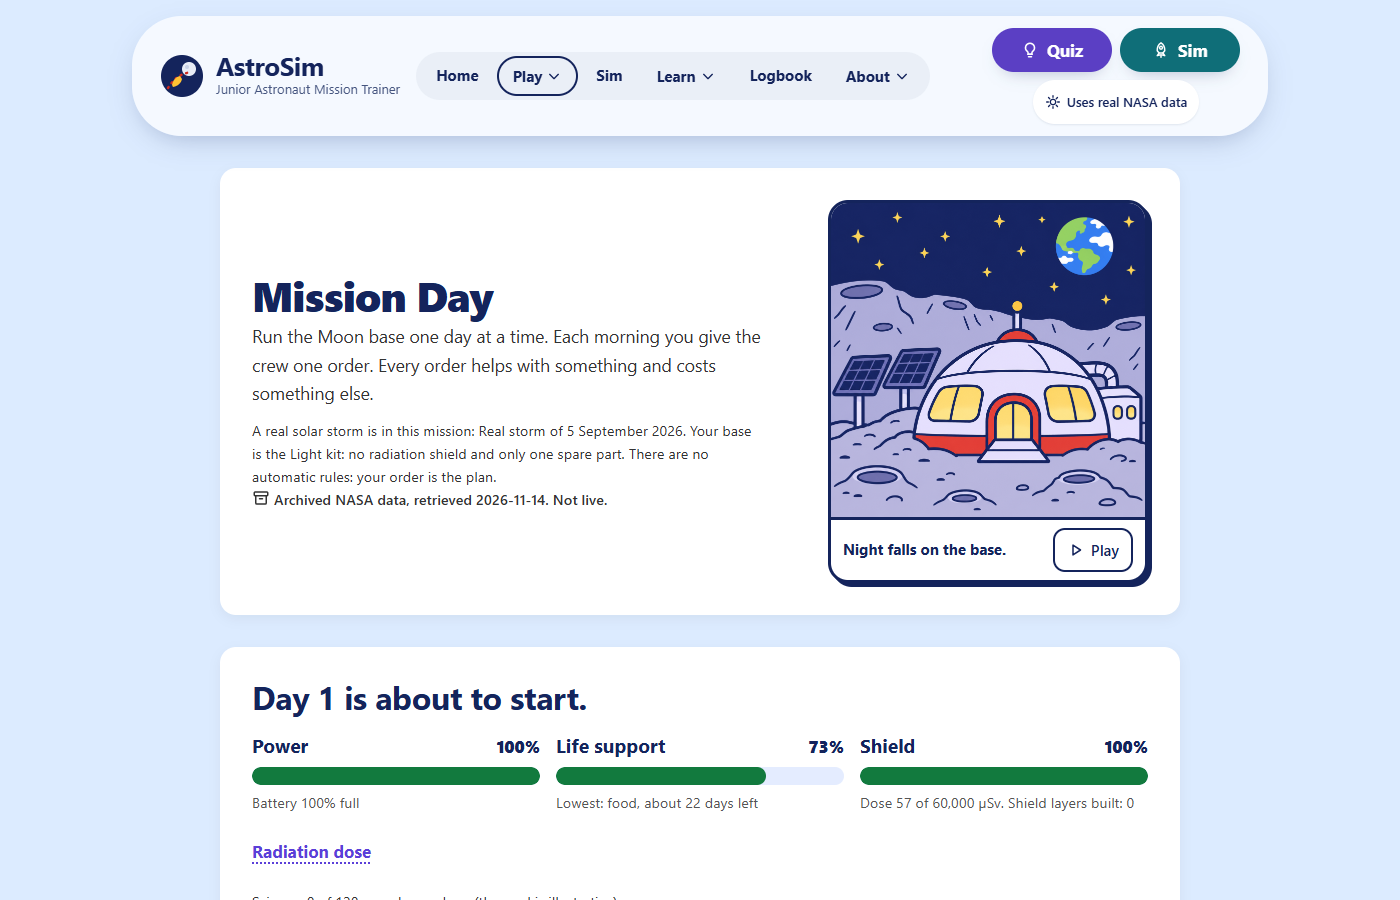 AstroSim
Junior Astronaut Mission Trainer
Home
Play
Sim
Learn
Logbook
About
Quiz
Sim
Uses real NASA data
Mission Day
Run the Moon base one day at a time. Each morning you give the
crew one order. Every order helps with something and costs
something else.
A real solar storm is in this mission: Real storm of 5 September 2026. Your base
is the Light kit: no radiation shield and only one spare part. There are no
automatic rules: your order is the plan.
Archived NASA data, retrieved 2026-11-14. Not live.
Night falls on the base.
Play
Day 1 is about to start.
Power 100%
Life support 73%
Shield 100%
Battery 100% full
Lowest: food, about 22 days left
Dose 57 of 60,000 µSv. Shield layers built: 0
Radiation dose